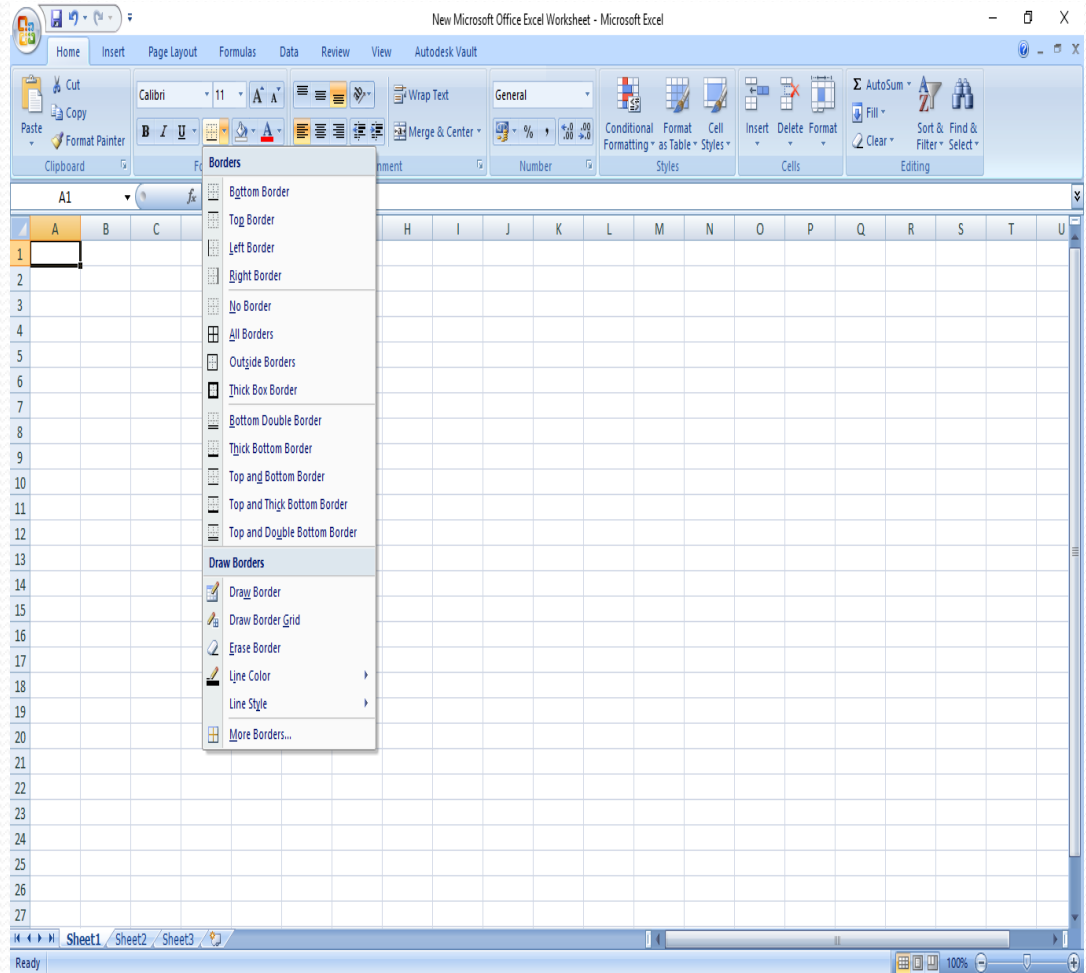 New Microsoft Office Excel Worksheet - Microsoft Excel
Home Insert Page Layout Formulas Data Review View Autodesk Vault
Cut
Copy
Format Painter
Paste
Clipboard
Calibri 11 A A
B I U A
Fo
Wrap Text
Merge & Center
nment
General
% , .0 .00 .00 .0
Number
Conditional Formatting
Format as Table
Cell Styles
Styles
Insert Delete Format
Cells
Σ AutoSum
Fill
Clear
Sort & Filter
Find & Select
Editing
A1 fx
A B C H I J K L M N O P Q R S T U
Borders
Bottom Border
Top Border
Left Border
Right Border
No Border
All Borders
Outside Borders
Thick Box Border
Bottom Double Border
Thick Bottom Border
Top and Bottom Border
Top and Thick Bottom Border
Top and Double Bottom Border
Draw Borders
Draw Border
Draw Border Grid
Erase Border
Line Color
Line Style
More Borders...
1
2
3
4
5
6
7
8
9
10
11
12
13
14
15
16
17
18
19
20
21
22
23
24
25
26
27
Sheet1 Sheet2 Sheet3
Ready 100%